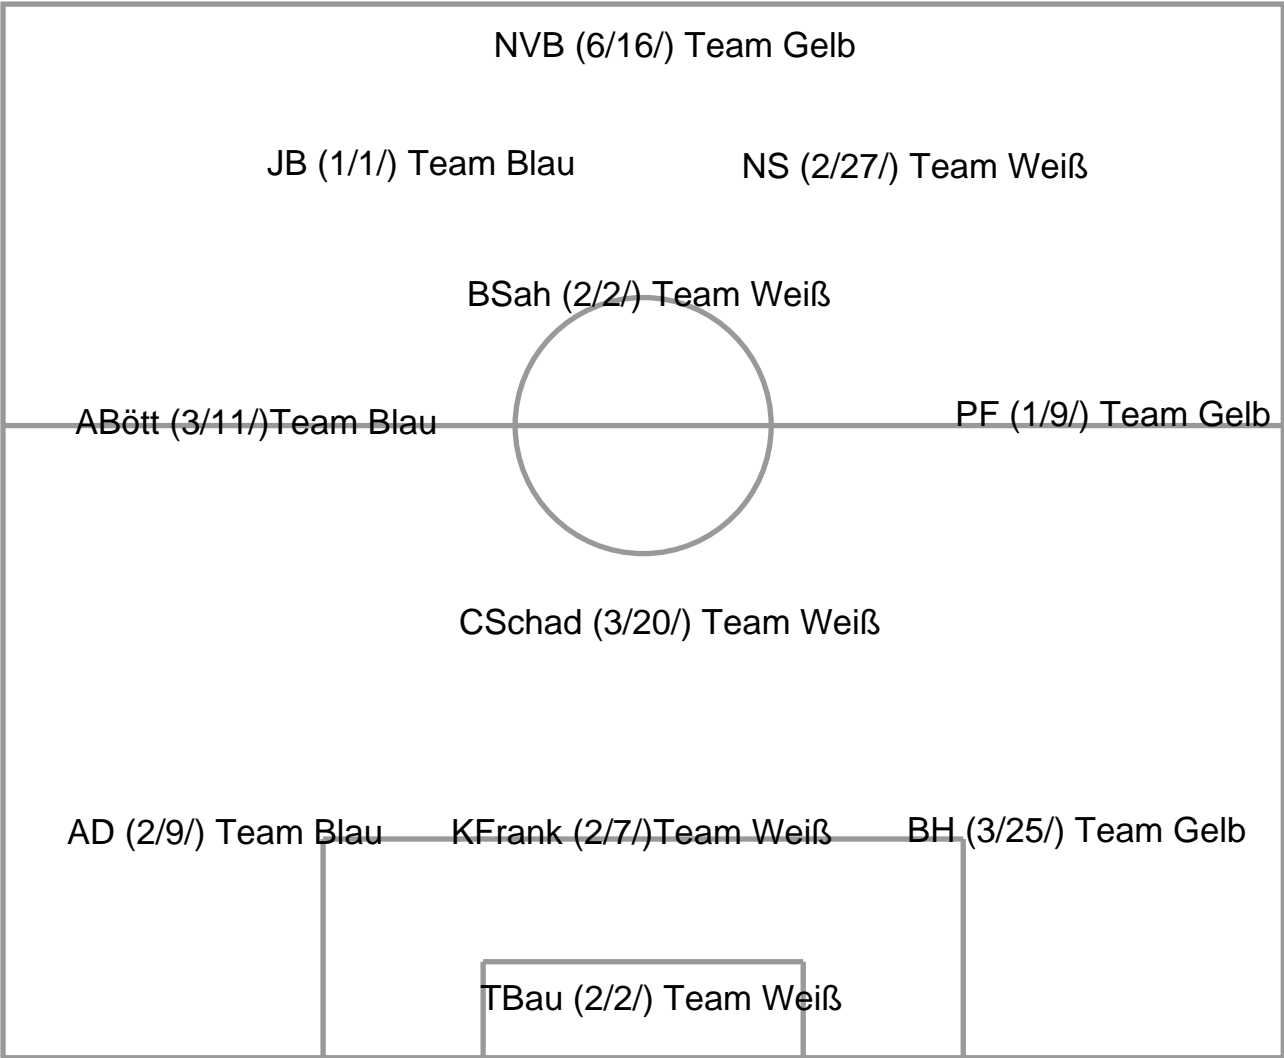 NVB (6/16/) Team Gelb
JB (1/1/) Team Blau
NS (2/27/) Team Weiß
BSah (2/2/) Team Weiß
ABött (3/11/)Team Blau
PF (1/9/) Team Gelb
CSchad (3/20/) Team Weiß
AD (2/9/) Team Blau
KFrank (2/7/)Team Weiß
BH (3/25/) Team Gelb
TBau (2/2/) Team Weiß